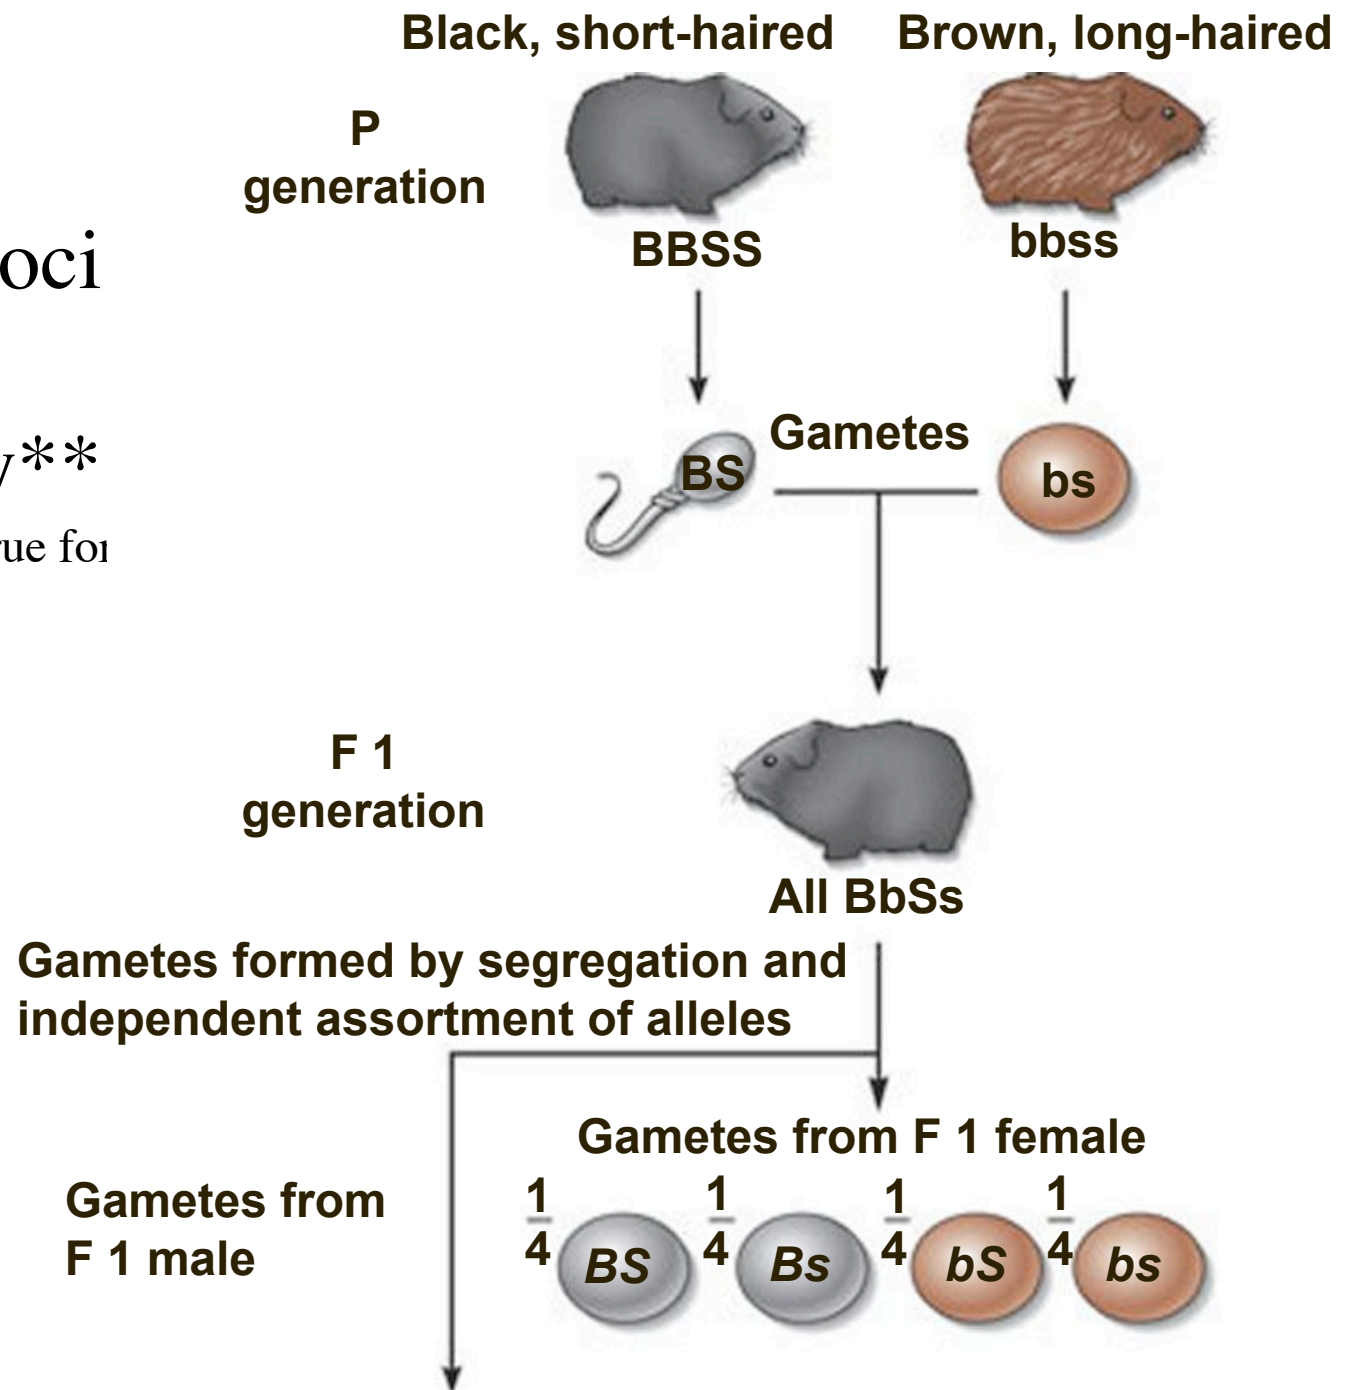 Black, short-haired
Brown, long-haired
P
generation
BBSS
bbss
oci
Gametes
BS
bs
y**
rue for
F 1
generation
All BbSs
Gametes formed by segregation and
independent assortment of alleles
Gametes from F 1 female
Gametes from
F 1 male
1/4 BS 1/4 Bs 1/4 bS 1/4 bs